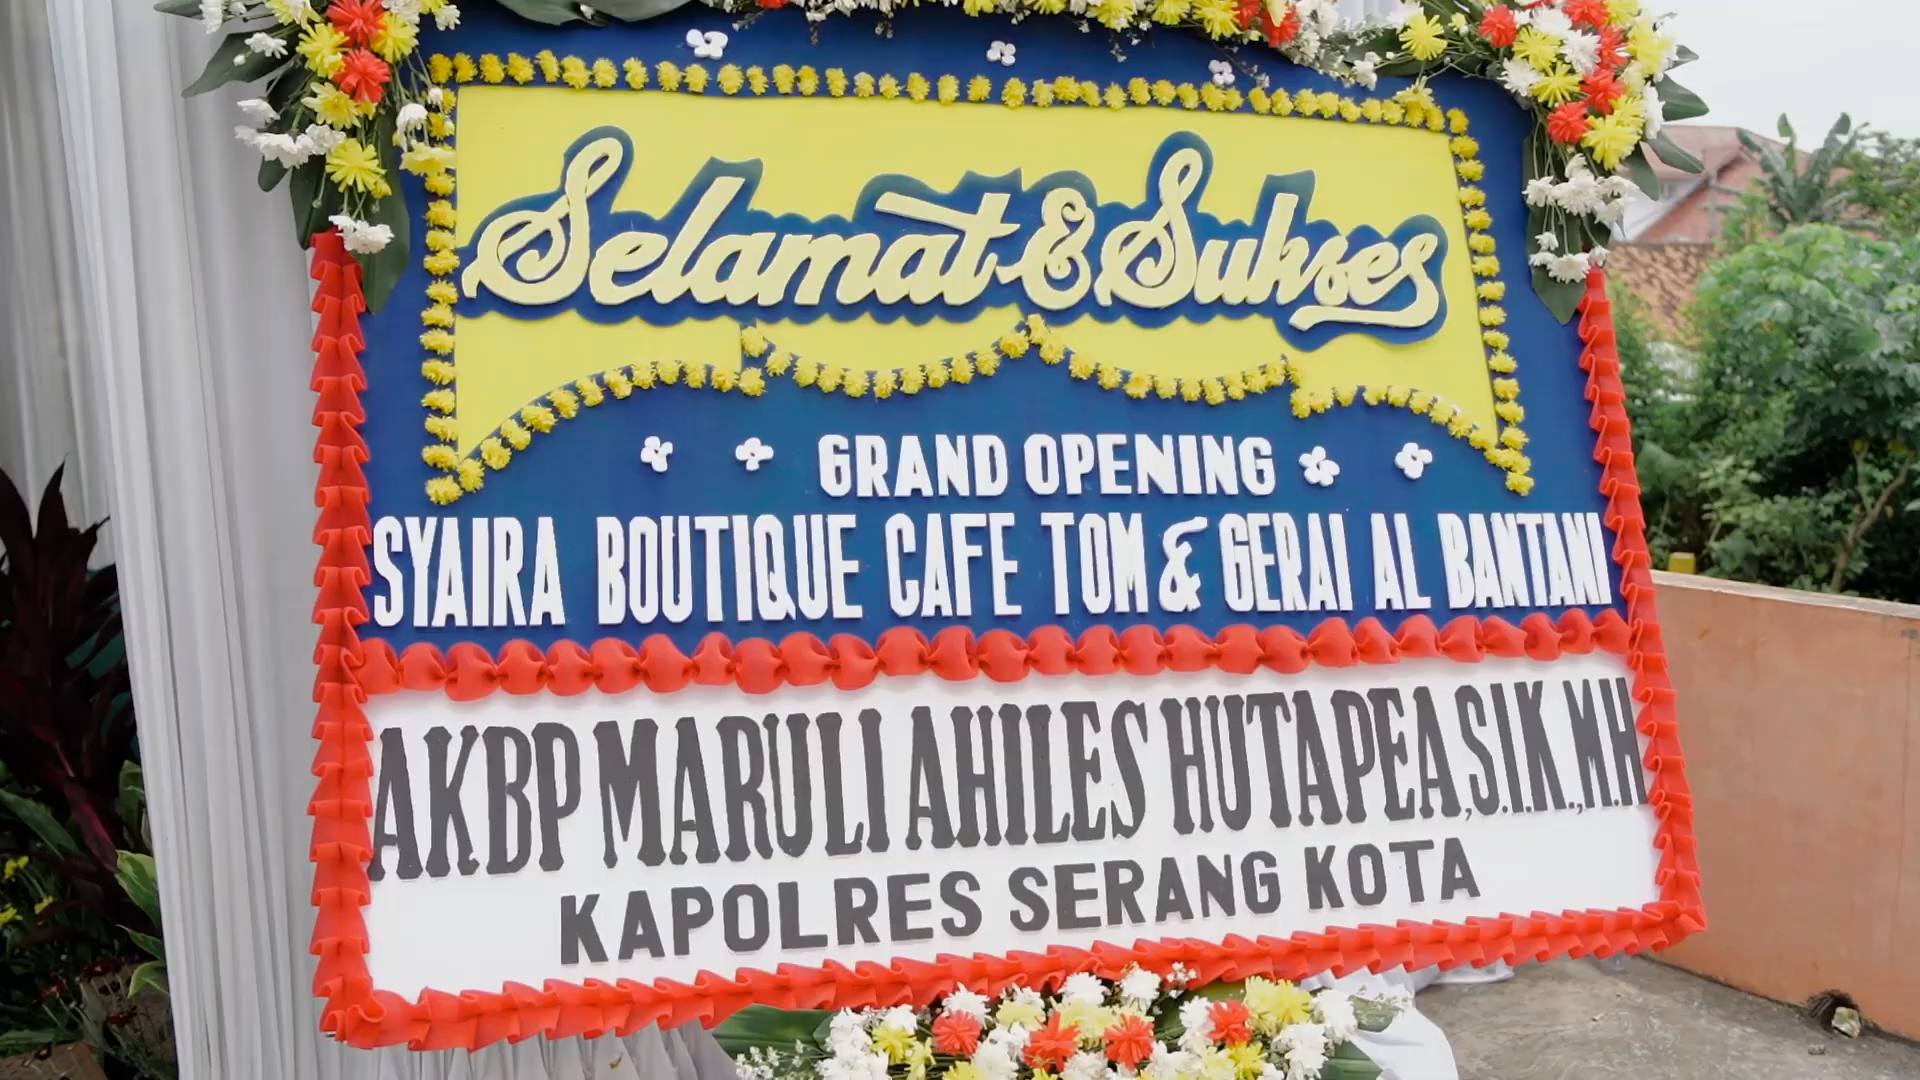 Selamat & Sukses
GRAND OPENING
SYAIRA BOUTIQUE CAFE TOM & GERAI AL BANTANI
AKBP MARULI AHILES HUTAPEA,S.I.K.,M.H
KAPOLRES SERANG KOTA